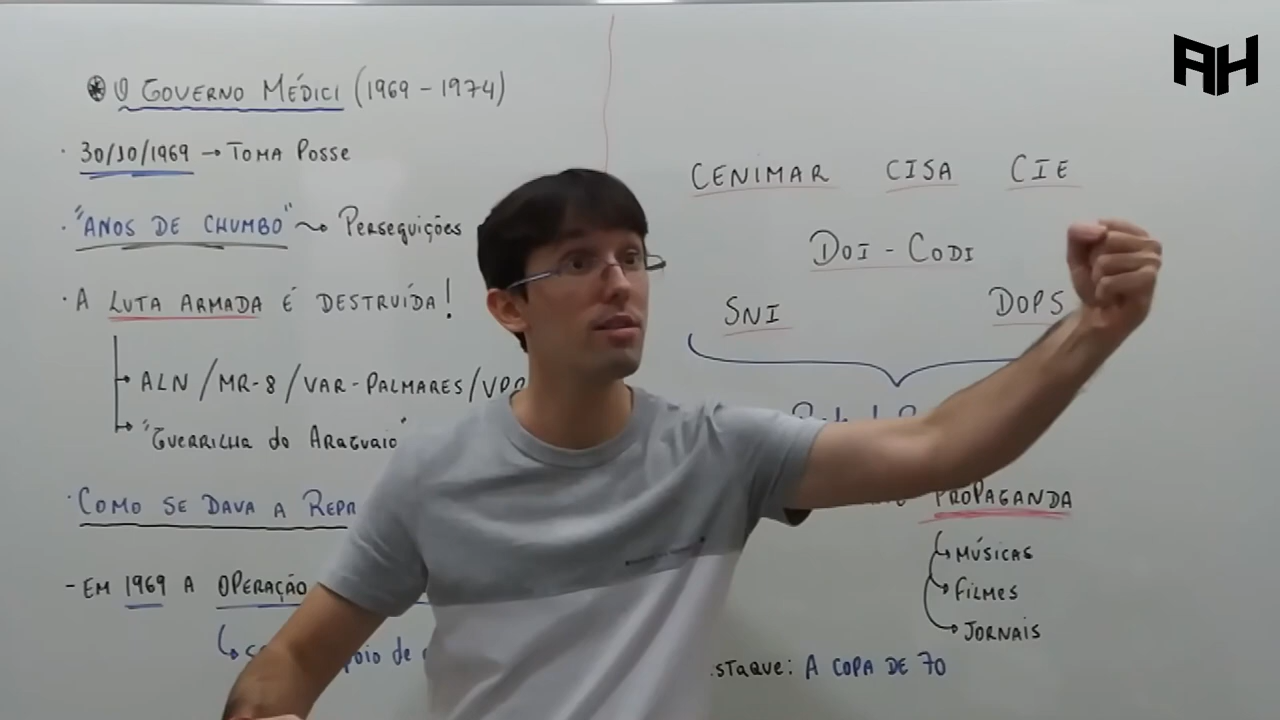 O GOVERNO MÉDICI (1969 - 1974)
· 30/10/1969 → TOMA POSSE
· "ANOS DE CHUMBO" ~> PERSEGUIÇÕES
· A LUTA ARMADA É DESTRUÍDA!
→ ALN / MR-8 / VAR-PALMARES /
→ "GUERRILHA DO ARAGUAIA"
· COMO SE DAVA A
- EM 1969 A OPERAÇÃO
de
AH
CENIMAR CISA CIE
DOI - CODI
SNI DOPS
PROPAGANDA
→ MÚSICAS
→ FILMES
→ JORNAIS
: A COPA DE 70